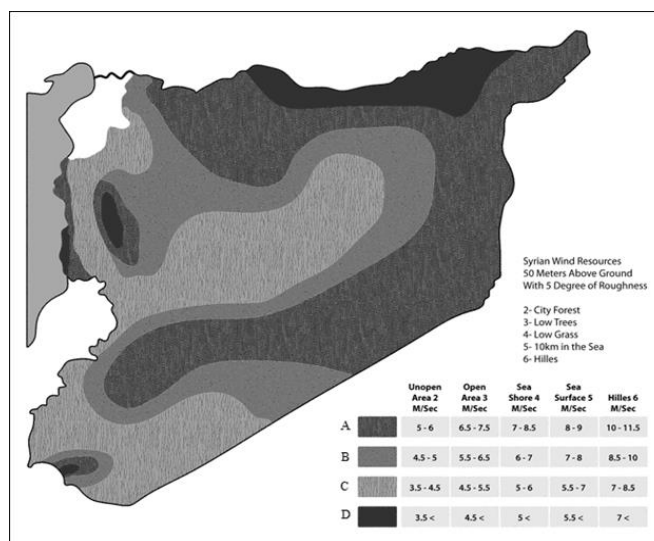 Syrian Wind Resources
50 Meters Above Ground
With 5 Degree of Roughness
2- City Forest
3- Low Trees
4- Low Grass
5- 10km in the Sea
6- Hilles
Unopen Area 2 M/Sec Open Area 3 M/Sec Sea Shore 4 M/Sec Sea Surface 5 M/Sec Hilles 6 M/Sec
A 5 - 6 6.5 - 7.5 7 - 8.5 8 - 9 10 - 11.5
B 4.5 - 5 5.5 - 6.5 6 - 7 7 - 8 8.5 - 10
C 3.5 - 4.5 4.5 - 5.5 5 - 6 5.5 - 7 7 - 8.5
D 3.5 < 4.5 < 5 < 5.5 < 7 <